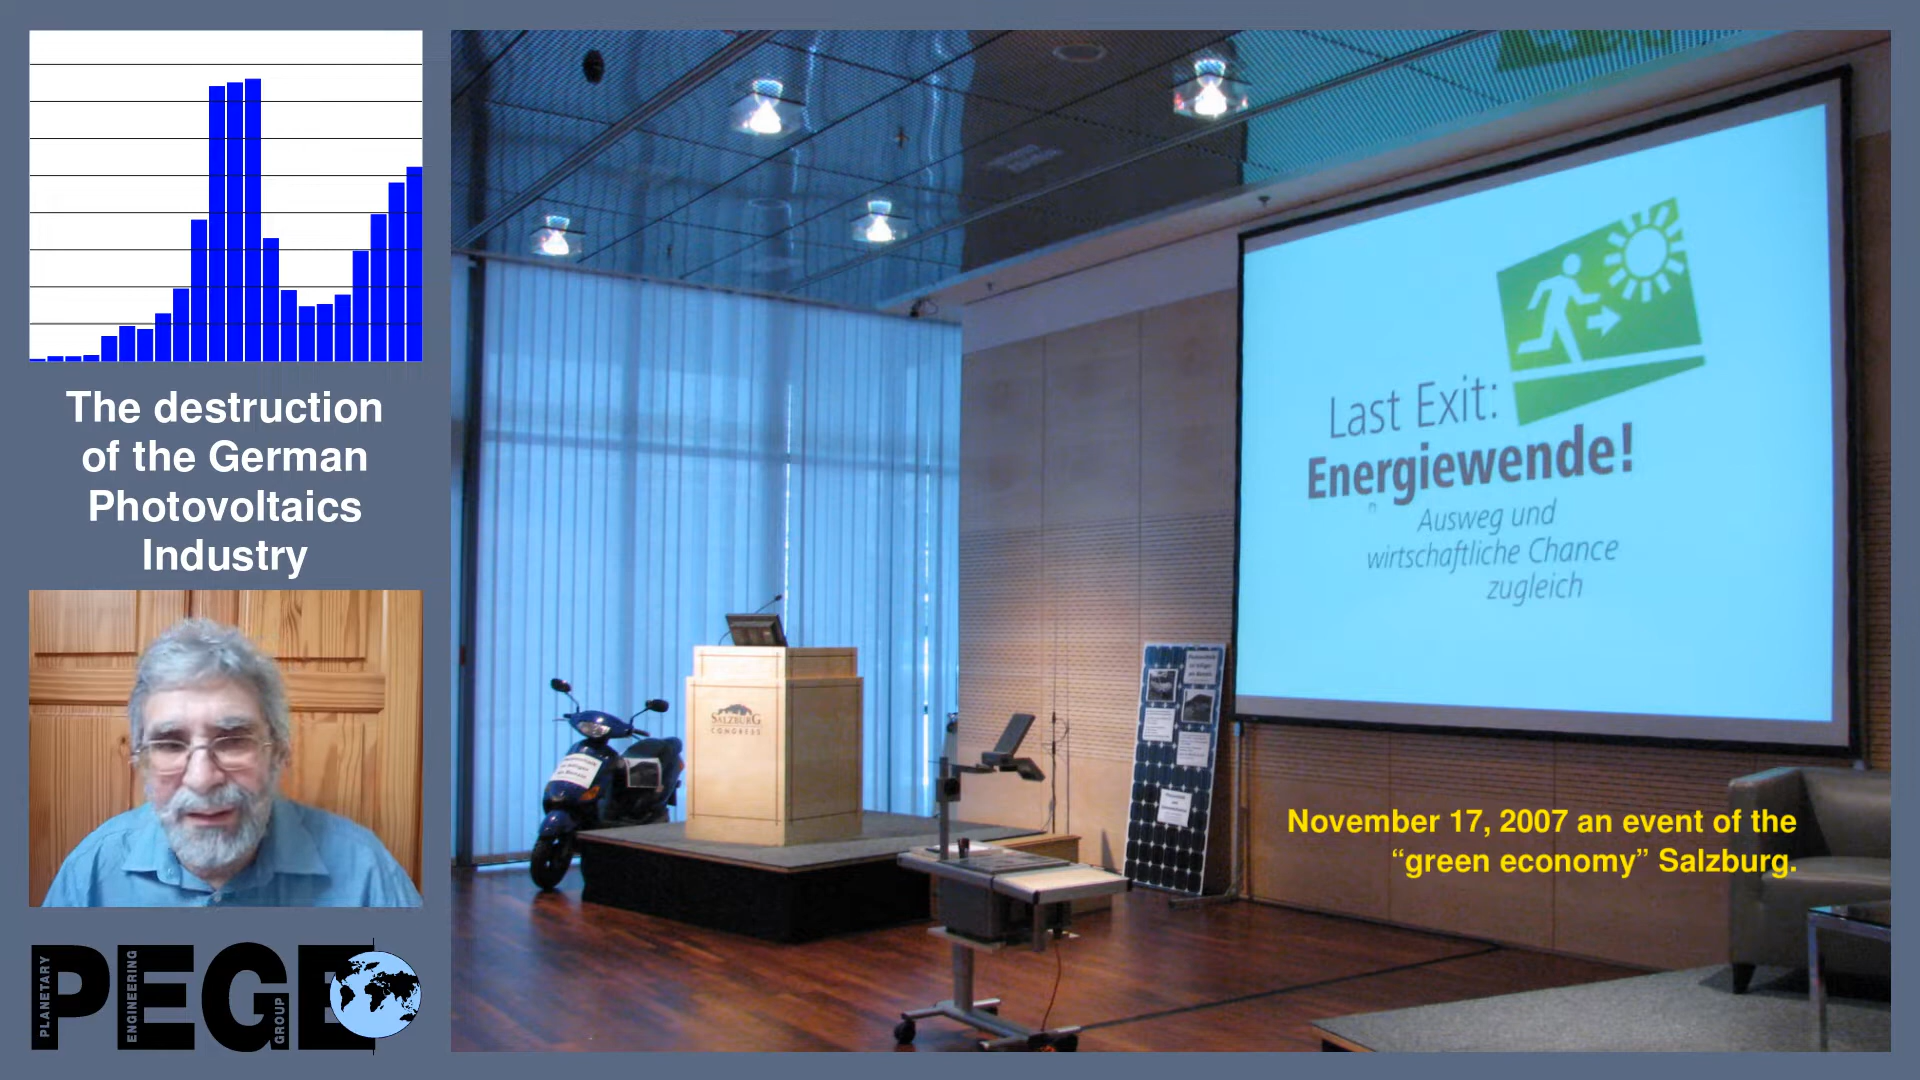 The destruction
of the German
Photovoltaics
Industry
PLANETARY
ENGINEERING
GROUP
PEGE
Last Exit:
Energiewende!
Ausweg und
wirtschaftliche Chance
zugleich
SALZBURG
CONGRESS
November 17, 2007 an event of the
“green economy” Salzburg.